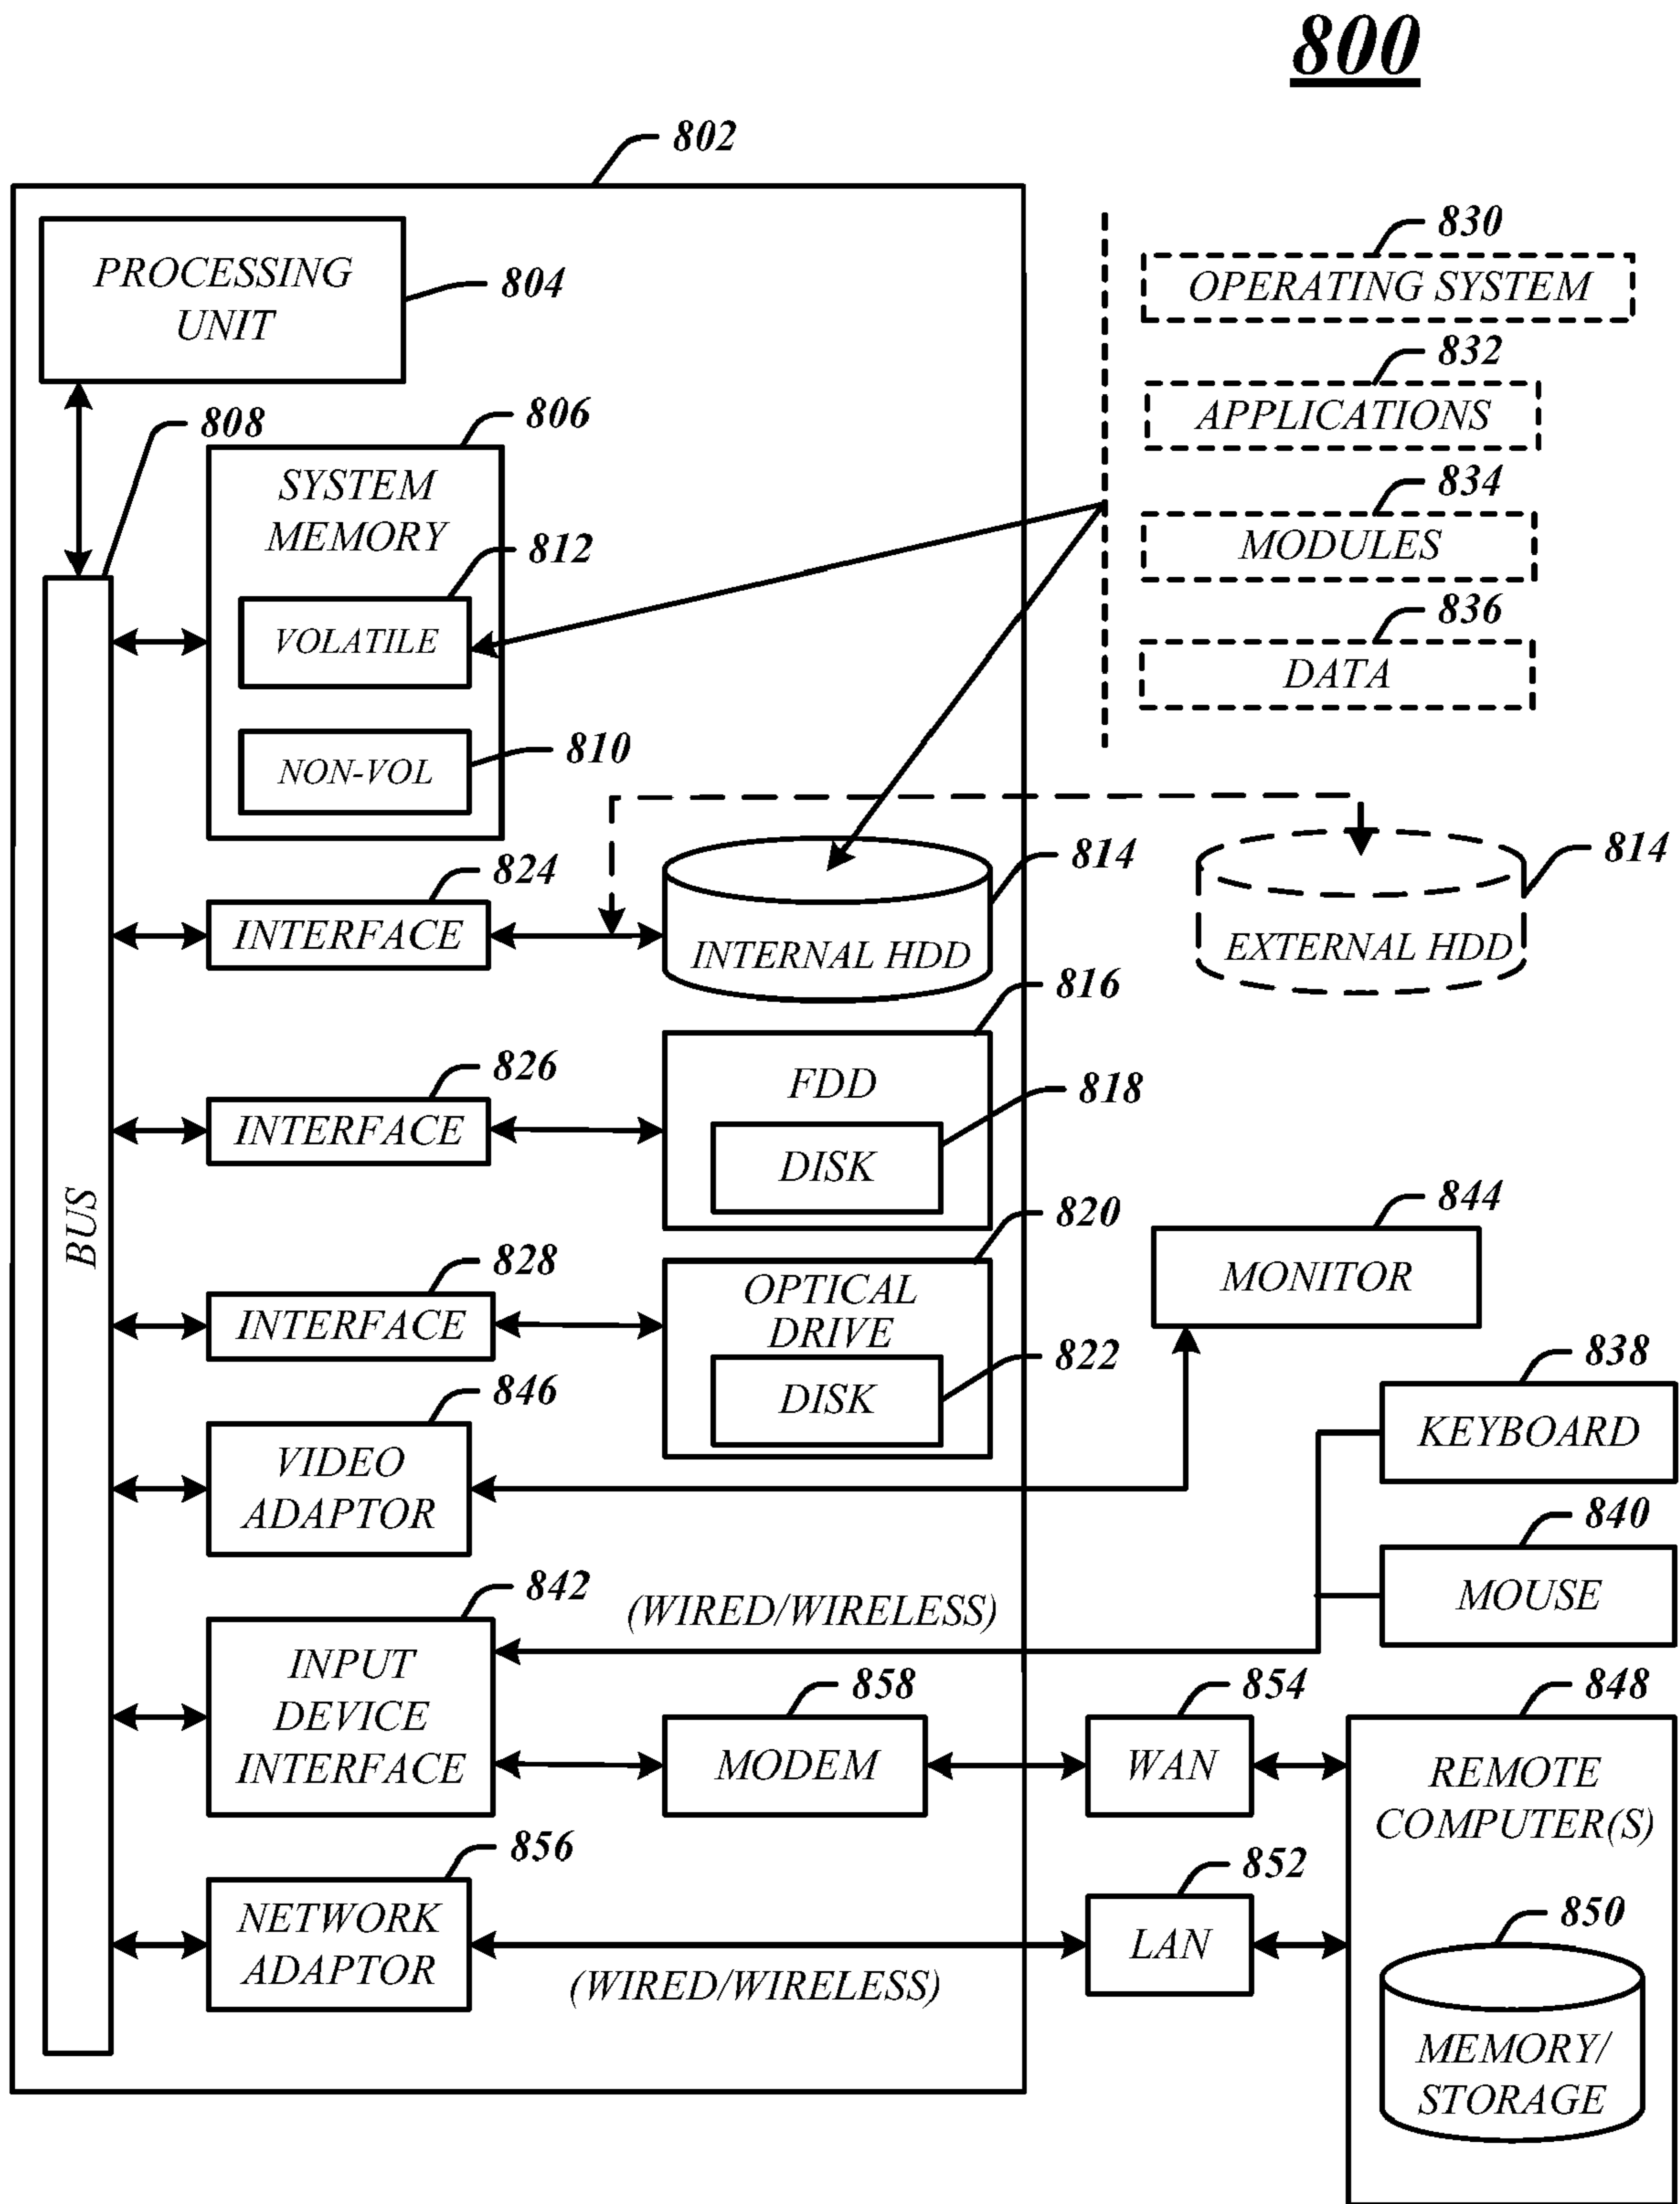 800
802
PROCESSING
UNIT
804
830
OPERATING SYSTEM
832
APPLICATIONS
834
MODULES
836
DATA
808
806
SYSTEM
MEMORY
812
VOLATILE
810
NON-VOL
824
INTERFACE
814
INTERNAL HDD
814
EXTERNAL HDD
816
FDD
818
DISK
826
INTERFACE
BUS
820
OPTICAL
DRIVE
822
DISK
828
INTERFACE
844
MONITOR
846
VIDEO
ADAPTOR
838
KEYBOARD
840
MOUSE
842
INPUT
DEVICE
INTERFACE
(WIRED/WIRELESS)
858
MODEM
854
WAN
848
REMOTE
COMPUTER(S)
856
NETWORK
ADAPTOR
(WIRED/WIRELESS)
852
LAN
850
MEMORY/
STORAGE